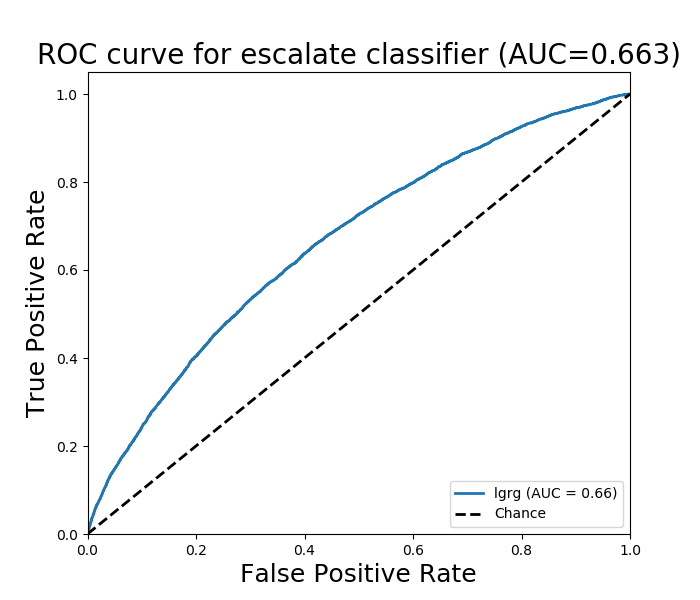 ROC curve for escalate classifier (AUC=0.663)
True Positive Rate
1.0
0.8
0.6
0.4
0.2
0.0
lgrg (AUC = 0.66)
Chance
0.0 0.2 0.4 0.6 0.8 1.0
False Positive Rate